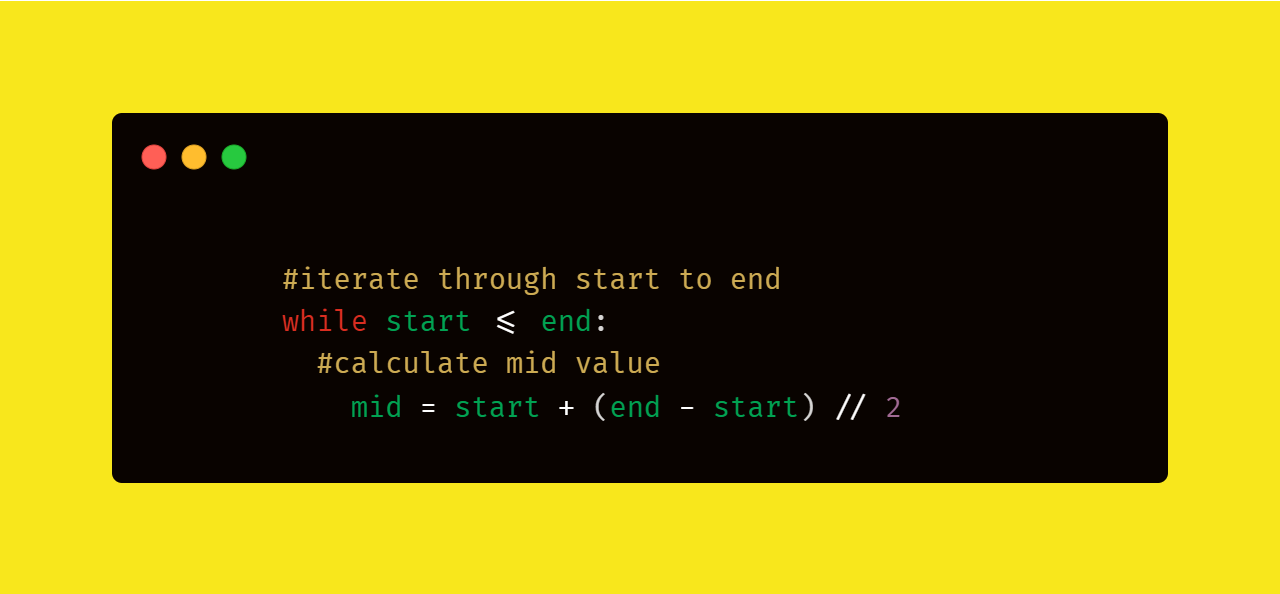 #iterate through start to end
while start <= end:
#calculate mid value
mid = start + (end - start) // 2